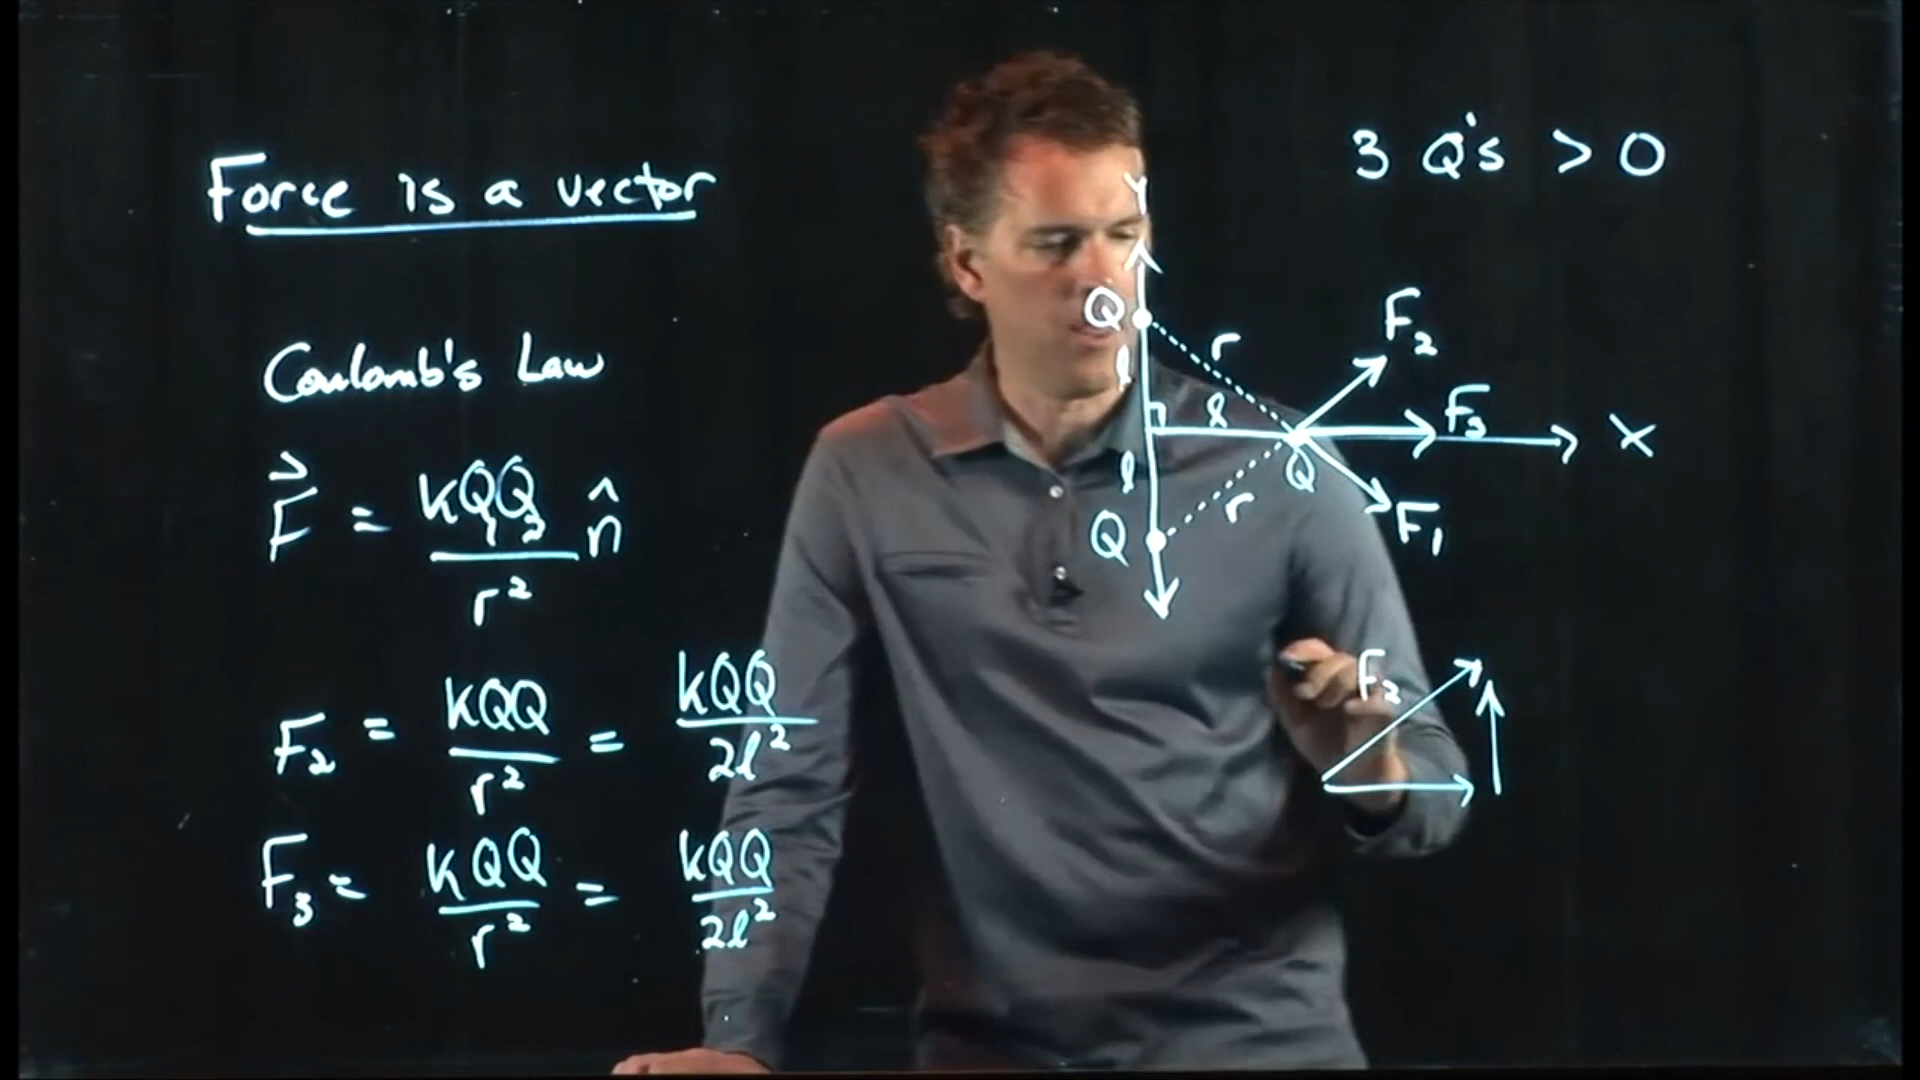 Force is a vector
Coulomb's Law
F⃗ = kQ₁Q₃/r² n̂
F₂ = kQQ/r² = kQQ/2l²
F₃ = kQQ/r² = kQQ/2l²
3 Q's > 0
Y
Q
l
r
F₂
l
F₃
X
l
r
Q
F₁
Q
F₂